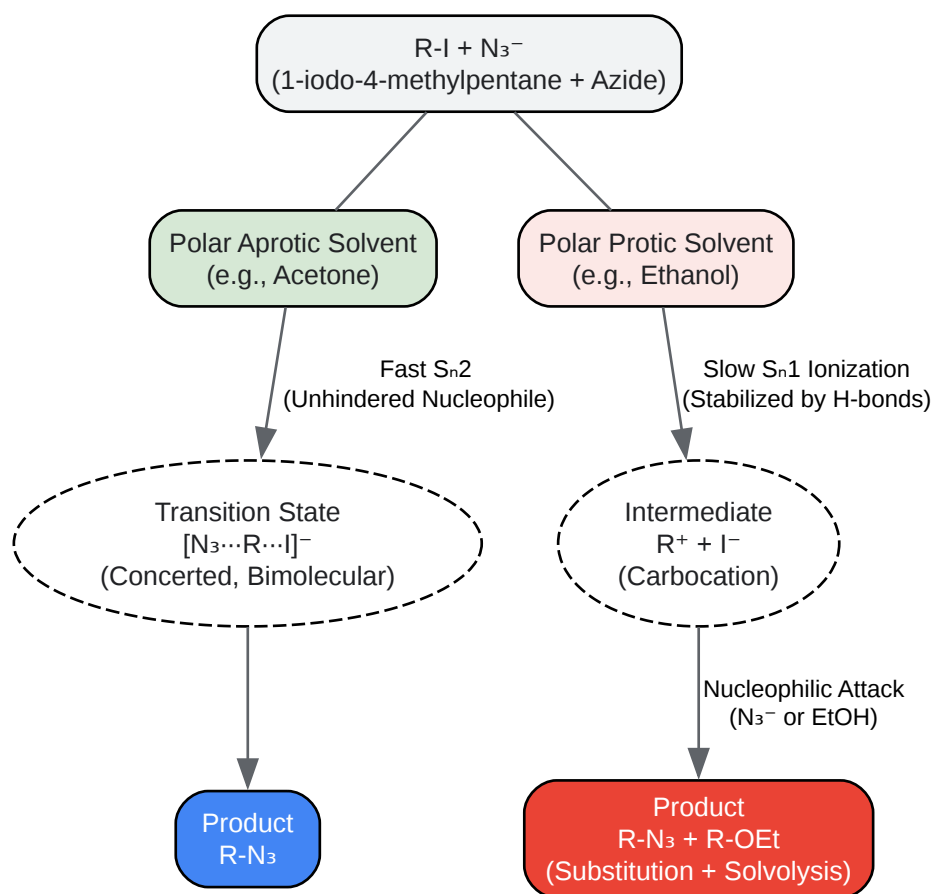 R-I + N₃⁻
(1-iodo-4-methylpentane + Azide)
Polar Aprotic Solvent
(e.g., Acetone)
Polar Protic Solvent
(e.g., Ethanol)
Fast Sₙ2
(Unhindered Nucleophile)
Slow Sₙ1 Ionization
(Stabilized by H-bonds)
Transition State
[N₃···R···I]⁻
(Concerted, Bimolecular)
Intermediate
R⁺ + I⁻
(Carbocation)
Nucleophilic Attack
(N₃⁻ or EtOH)
Product
R-N₃
Product
R-N₃ + R-OEt
(Substitution + Solvolysis)